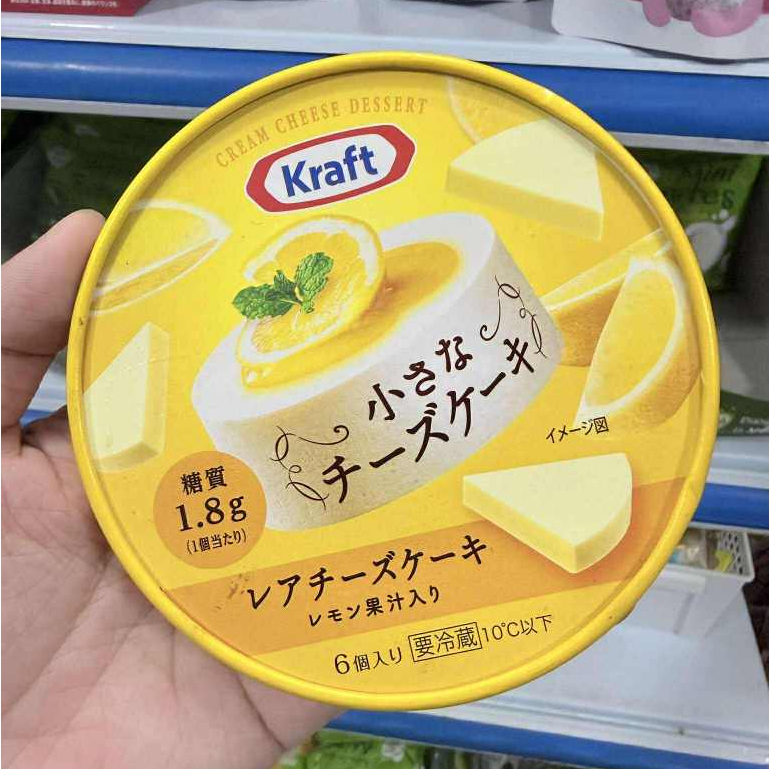 CREAM CHEESE DESSERT
Kraft
小さな
チーズケーキ
イメージ図
糖質
1.8g
(1個当たり)
レアチーズケーキ
レモン果汁入り
6個入り 要冷蔵 10℃以下